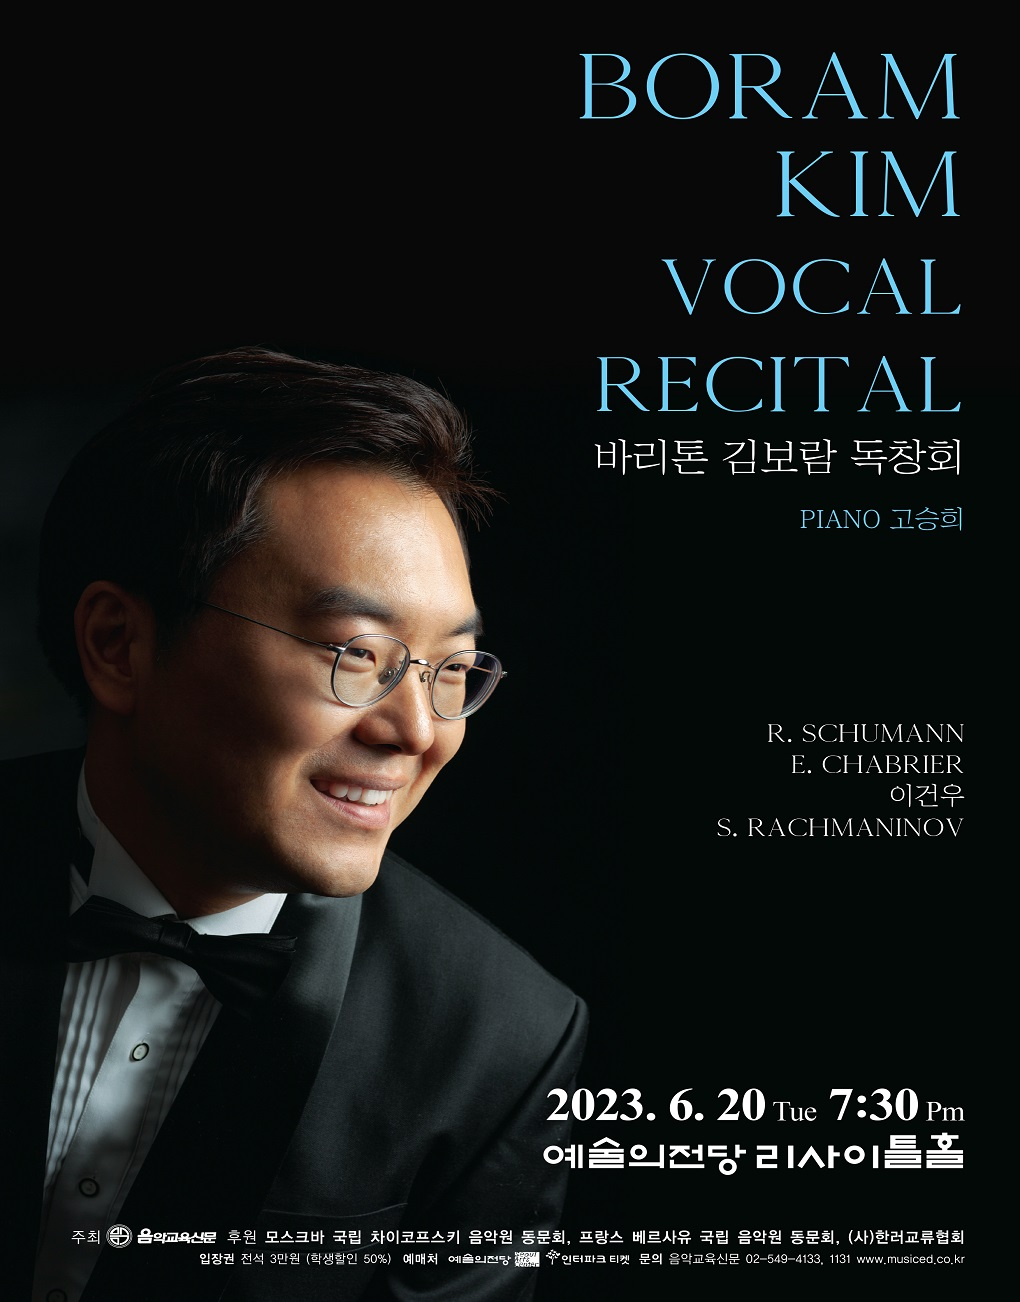 BORAM
KIM
VOCAL
RECITAL
바리톤 김보람 독창회
PIANO 고승희
R. SCHUMANN
E. CHABRIER
이건우
S. RACHMANINOV
2023. 6. 20 Tue 7:30 Pm
예술의전당 리사이틀홀
주최 음악교육신문 후원 모스크바 국립 차이코프스키 음악원 동문회, 프랑스 베르사유 국립 음악원 동문회, (사)한러교류협회
입장권 전석 3만원 (학생할인 50%) 예매처 예술의전당 인터파크 티켓 문의 음악교육신문 02-549-4133, 1131 www.musiced.co.kr